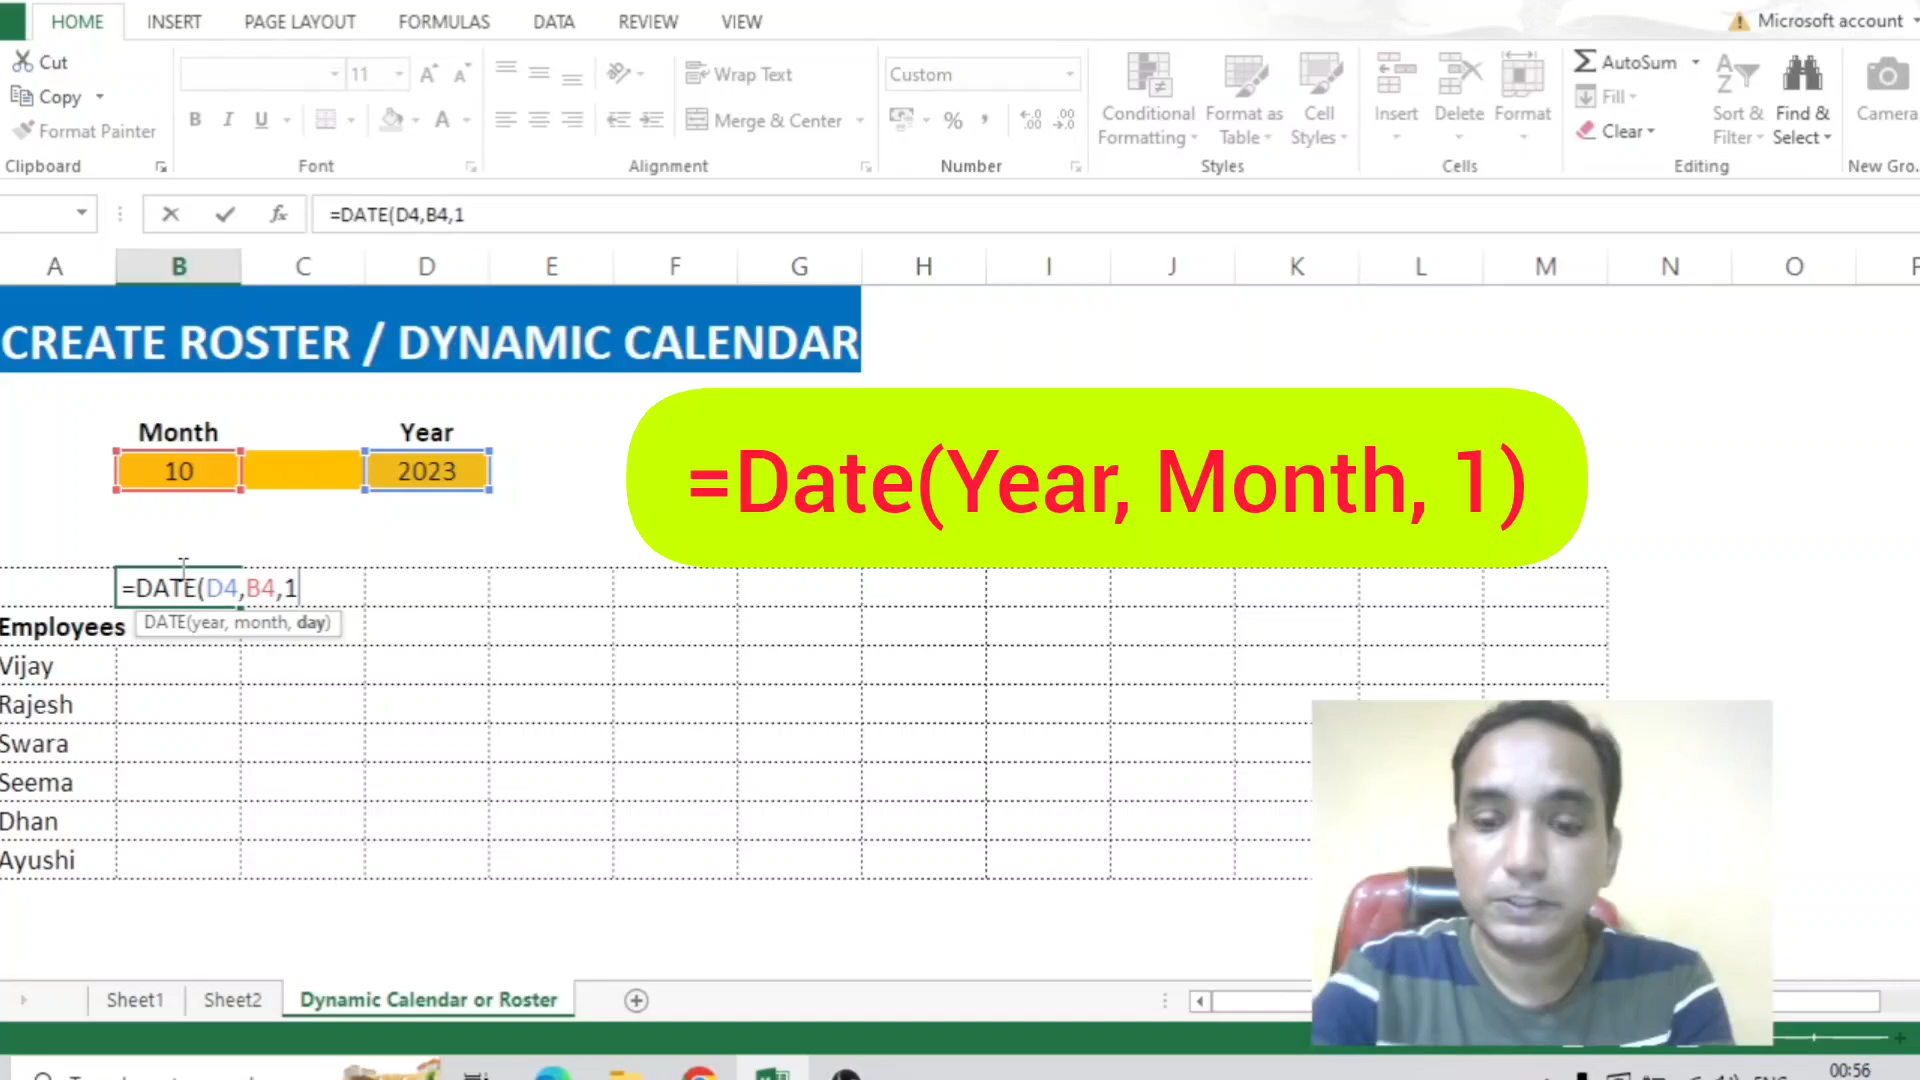 HOME INSERT PAGE LAYOUT FORMULAS DATA REVIEW VIEW Microsoft account
Cut
Copy
Format Painter
Clipboard
11
B I U
Font
Wrap Text
Merge & Center
Alignment
Custom
%
Number
Conditional Formatting
Format as Table
Cell Styles
Styles
Insert Delete Format
Cells
AutoSum
Fill
Clear
Sort & Filter
Find & Select
Editing
Camera
New Gro.
fx =DATE(D4,B4,1
A B C D E F G H I J K L M N O
CREATE ROSTER / DYNAMIC CALENDAR
Month Year
10 2023
=Date(Year, Month, 1)
=DATE(D4,B4,1
Employees DATE(year, month, day)
Vijay
Rajesh
Swara
Seema
Dhan
Ayushi
Sheet1 Sheet2 Dynamic Calendar or Roster
00:56